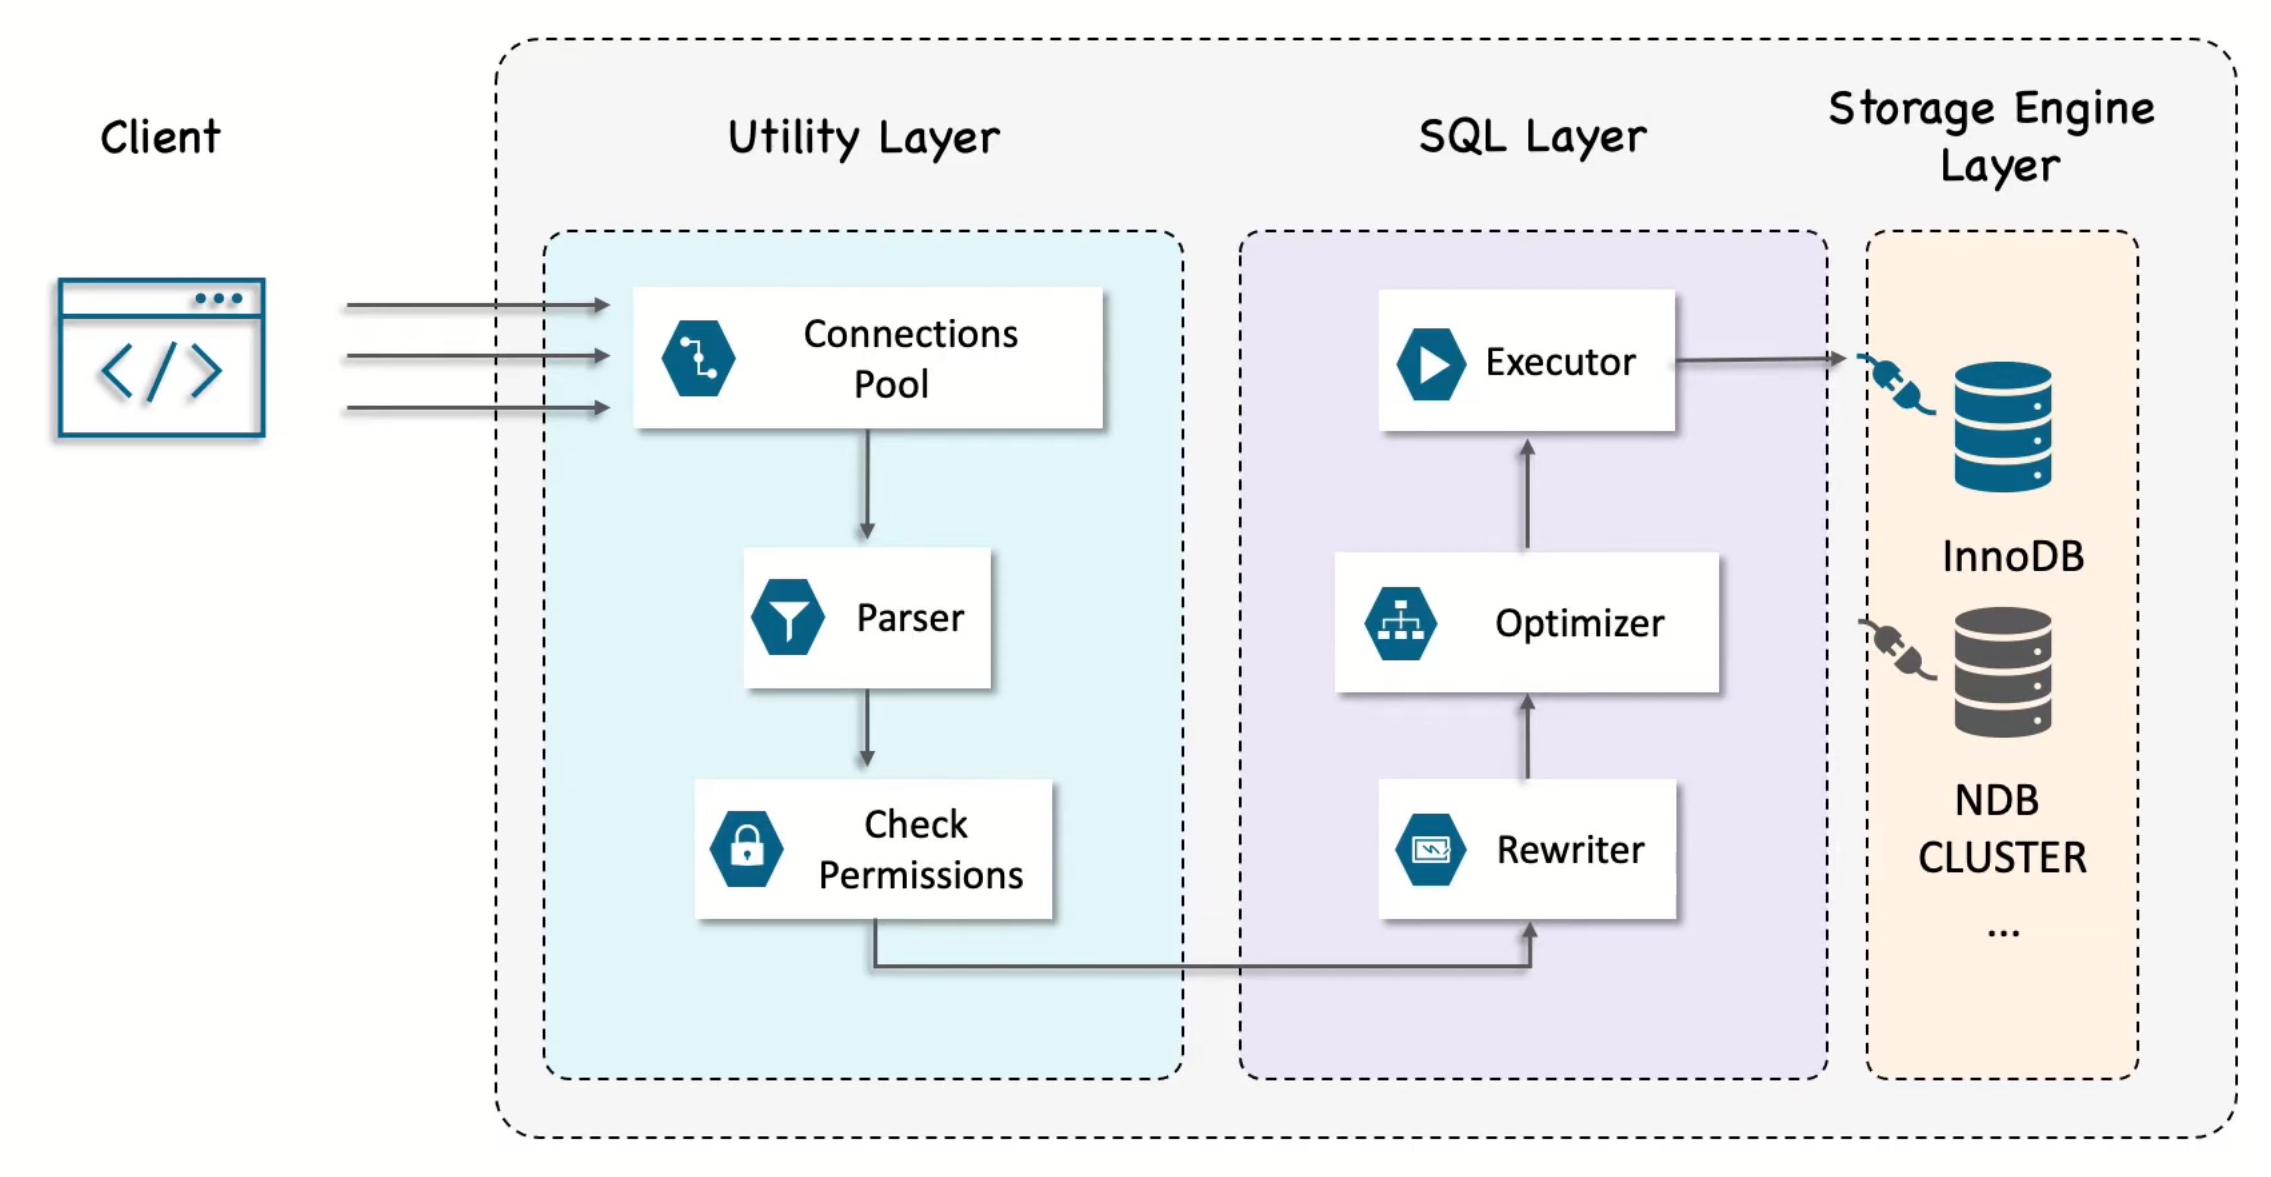 Client
Utility Layer
SQL Layer
Storage Engine
Layer
Connections
Pool
Parser
Check
Permissions
Executor
Optimizer
Rewriter
InnoDB
NDB
CLUSTER
...